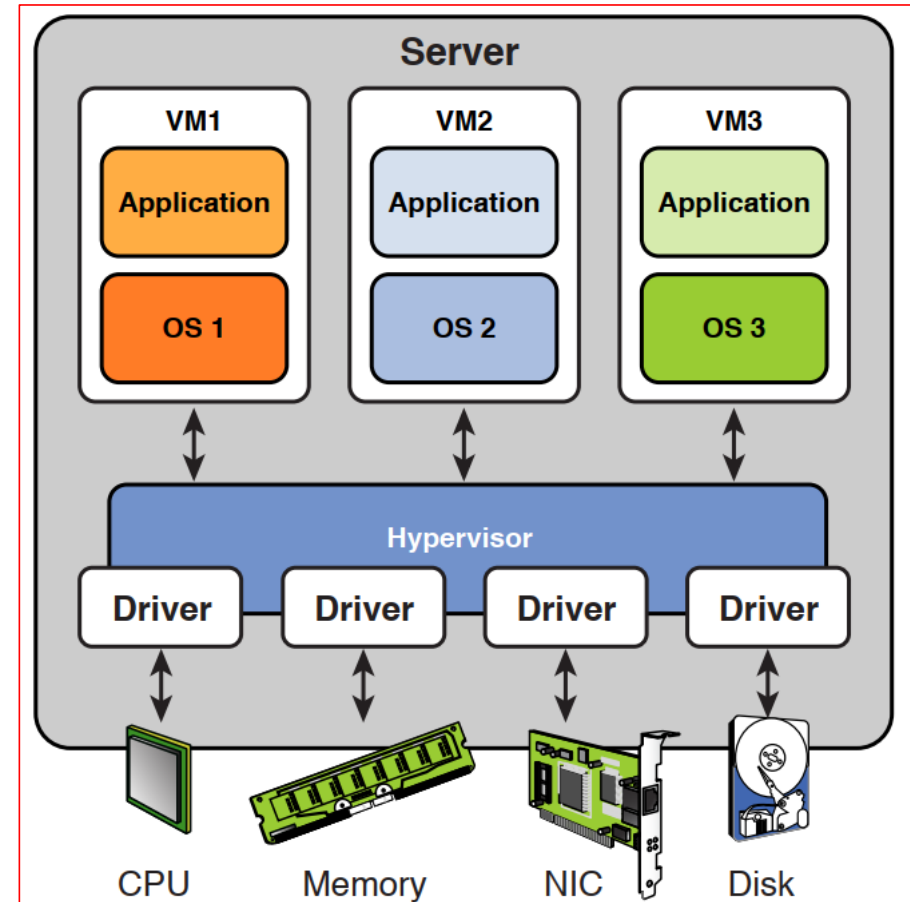 Server
VM1 VM2 VM3
Application Application Application
OS 1 OS 2 OS 3
Hypervisor
Driver Driver Driver Driver
CPU Memory NIC Disk